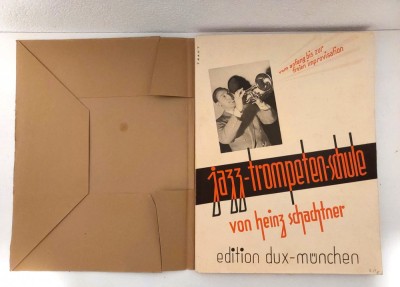 vom anfang bis zur
freien improvisation
jazz-trompeten-schule
von heinz schachtner
edition dux-münchen